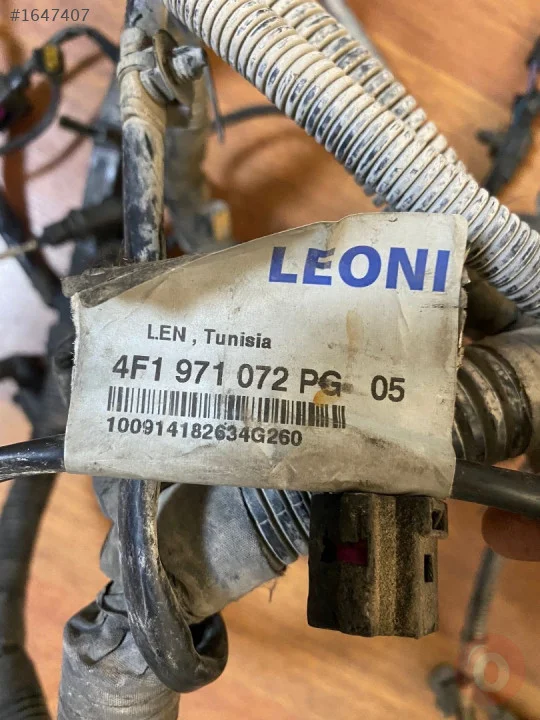 #1647407
LEONI
LEN , Tunisia
4F1 971 072 PG 05
100914182634G260